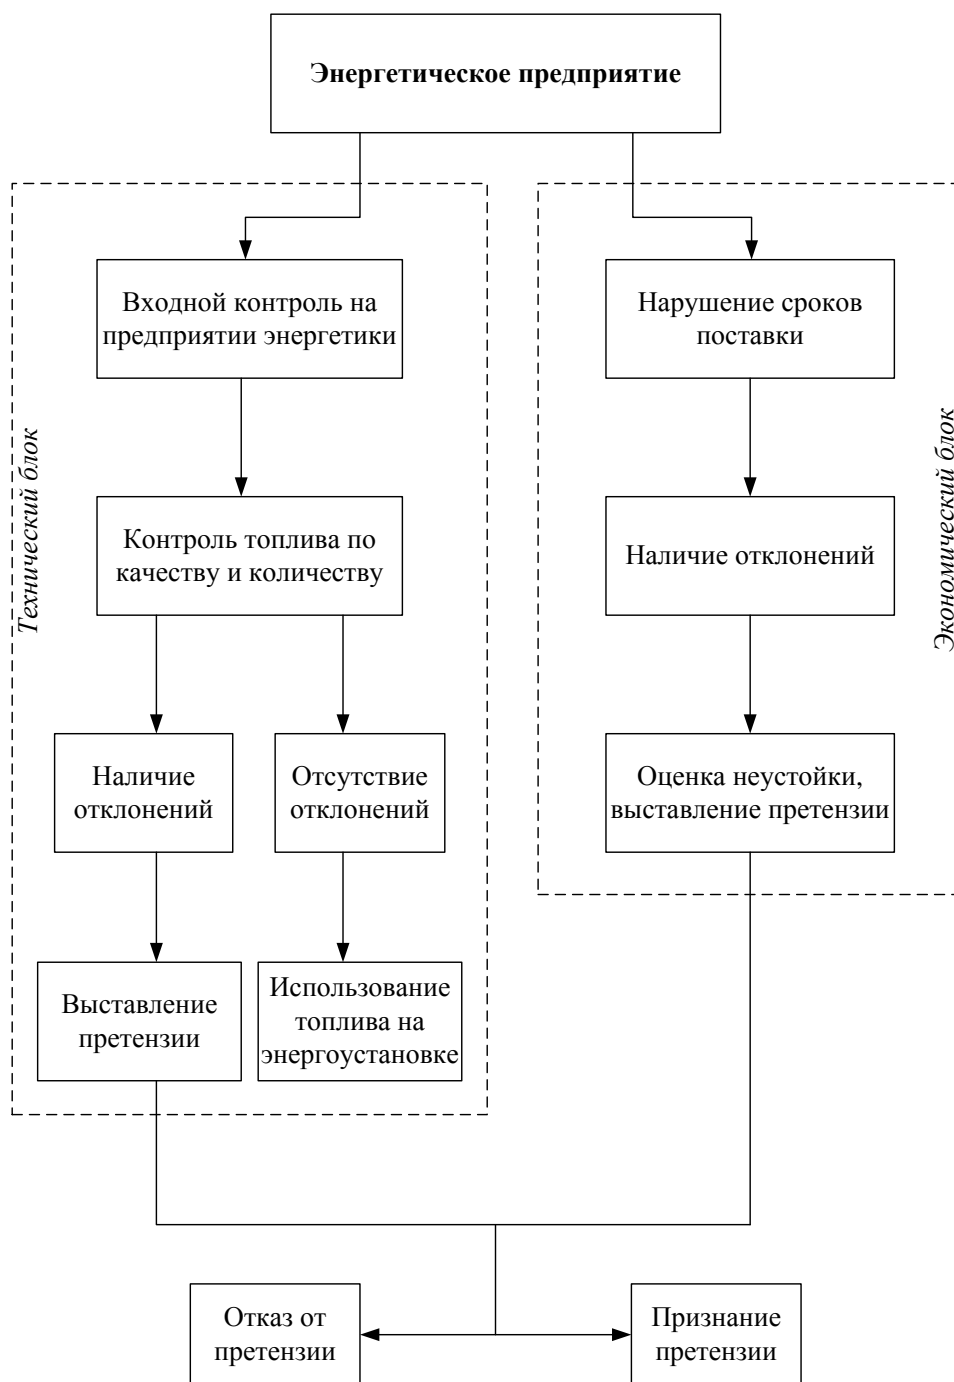 Энергетическое предприятие
Технический блок
Входной контроль на
предприятии энергетики
Контроль топлива по
качеству и количеству
Наличие
отклонений
Отсутствие
отклонений
Выставление
претензии
Использование
топлива на
энергоустановке
Экономический блок
Нарушение сроков
поставки
Наличие отклонений
Оценка неустойки,
выставление претензии
Отказ от
претензии
Признание
претензии